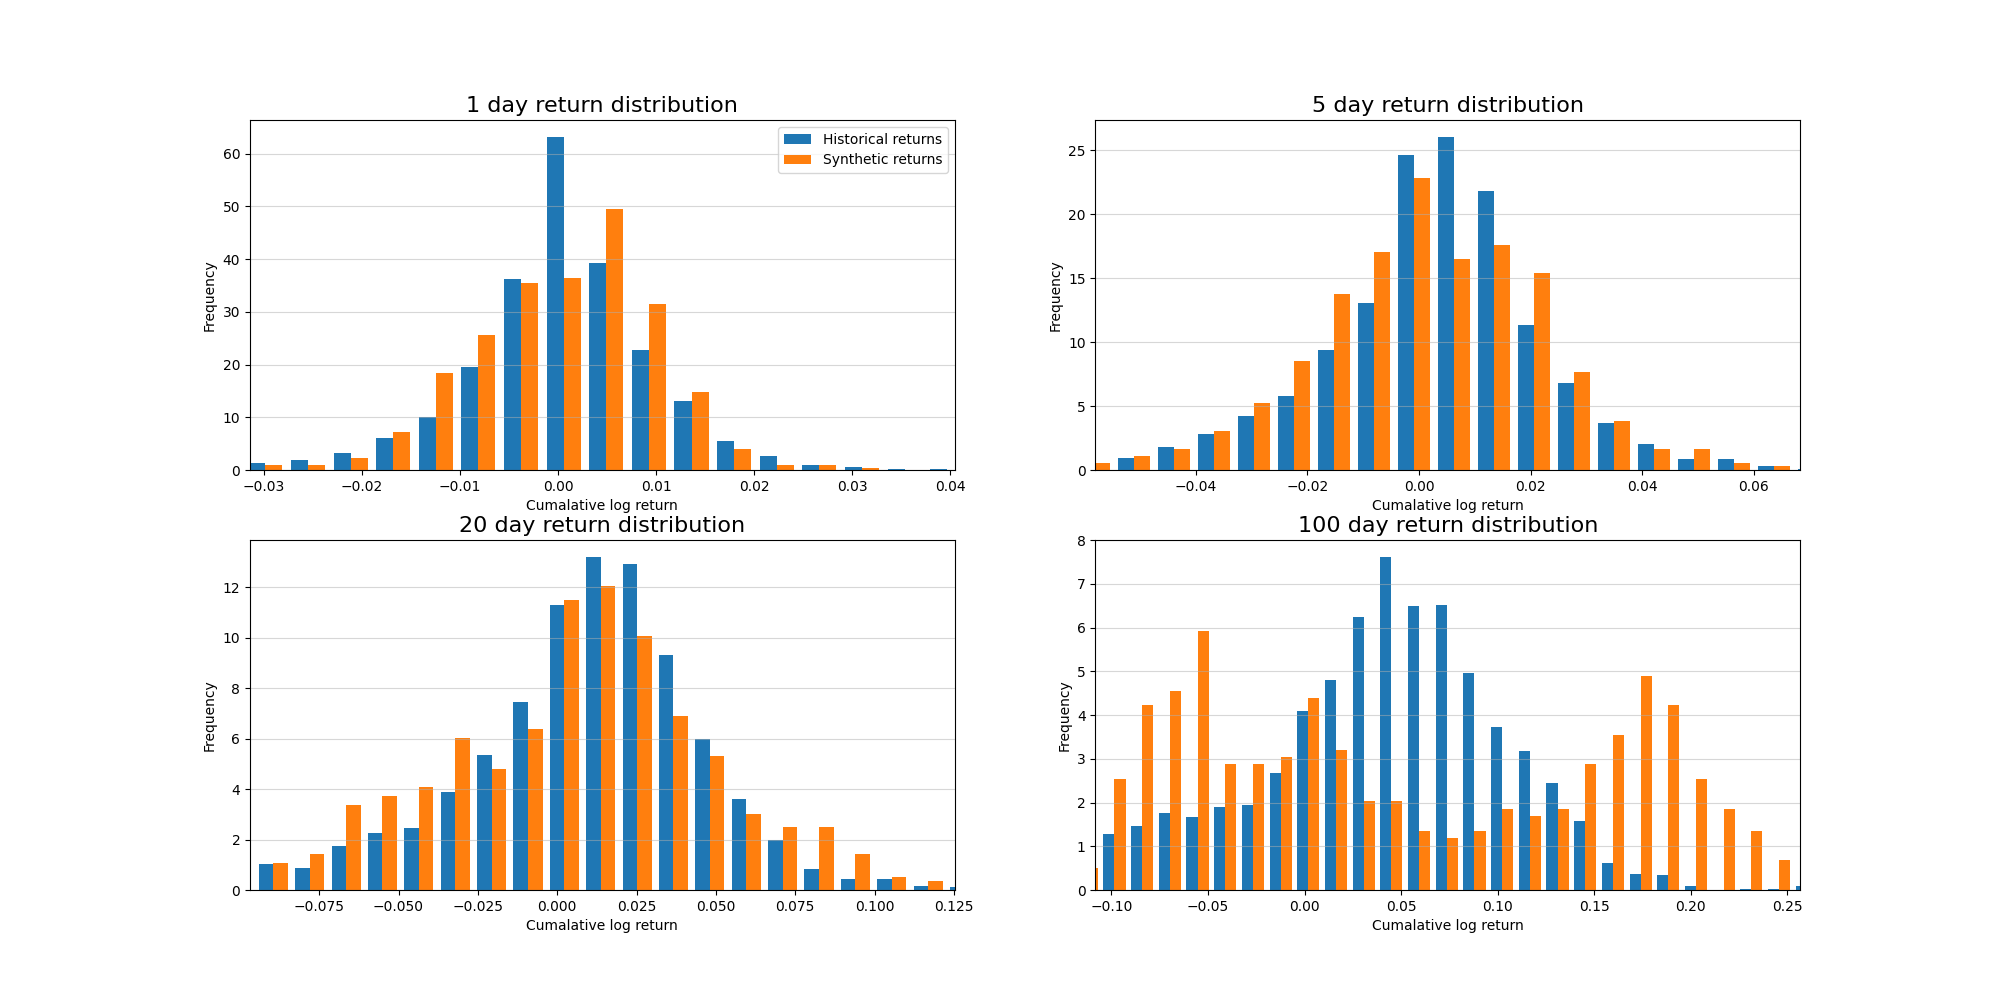 1 day return distribution
Historical returns
Synthetic returns
60
50
40
30
20
10
0
Frequency
−0.03 −0.02 −0.01 0.00 0.01 0.02 0.03 0.04
Cumalative log return
5 day return distribution
25
20
15
10
5
0
Frequency
−0.04 −0.02 0.00 0.02 0.04 0.06
Cumalative log return
20 day return distribution
12
10
8
6
4
2
0
Frequency
−0.075 −0.050 −0.025 0.000 0.025 0.050 0.075 0.100 0.125
Cumalative log return
100 day return distribution
8
7
6
5
4
3
2
1
0
Frequency
−0.10 −0.05 0.00 0.05 0.10 0.15 0.20 0.25
Cumalative log return